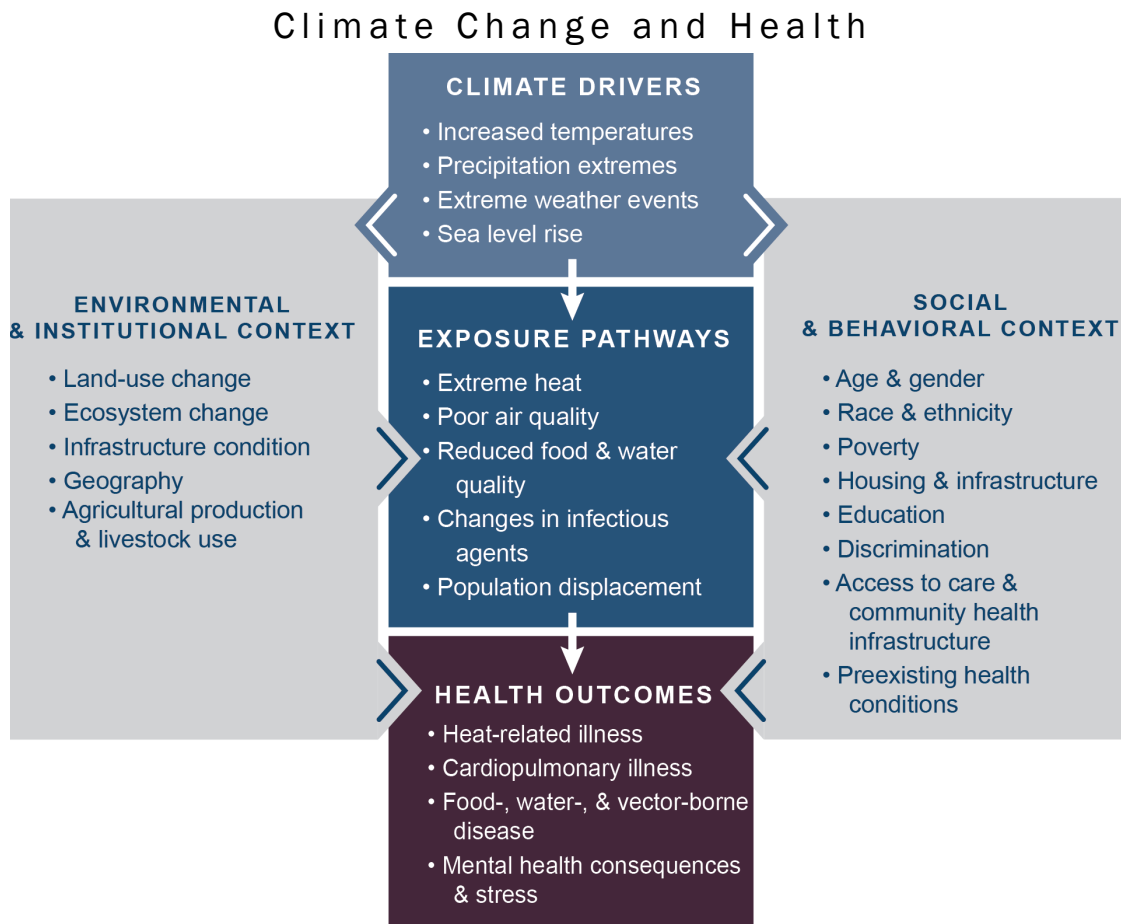 Climate Change and Health
CLIMATE DRIVERS
• Increased temperatures
• Precipitation extremes
• Extreme weather events
• Sea level rise
ENVIRONMENTAL
& INSTITUTIONAL CONTEXT
• Land-use change
• Ecosystem change
• Infrastructure condition
• Geography
• Agricultural production
& livestock use
EXPOSURE PATHWAYS
• Extreme heat
• Poor air quality
• Reduced food & water
quality
• Changes in infectious
agents
• Population displacement
SOCIAL
& BEHAVIORAL CONTEXT
• Age & gender
• Race & ethnicity
• Poverty
• Housing & infrastructure
• Education
• Discrimination
• Access to care &
community health
infrastructure
• Preexisting health
conditions
HEALTH OUTCOMES
• Heat-related illness
• Cardiopulmonary illness
• Food-, water-, & vector-borne
disease
• Mental health consequences
& stress